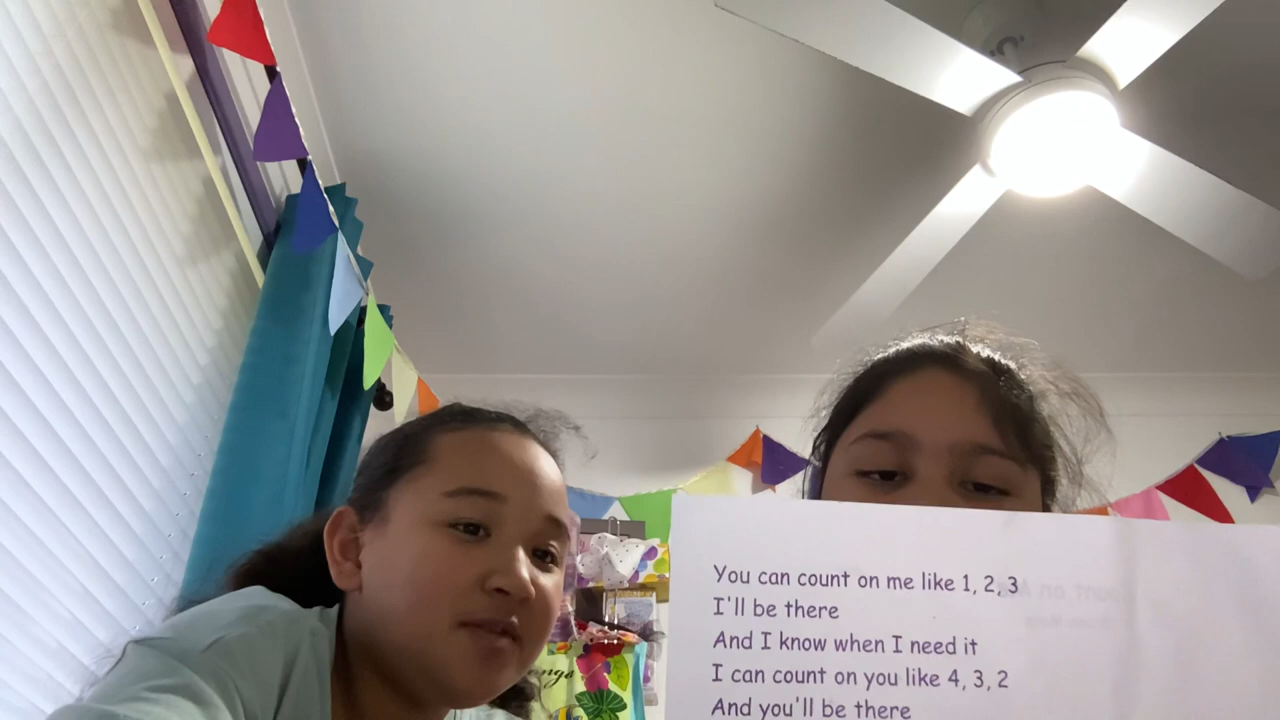 You can count on me like 1, 2, 3
I'll be there
And I know when I need it
I can count on you like 4, 3, 2
And you'll be there